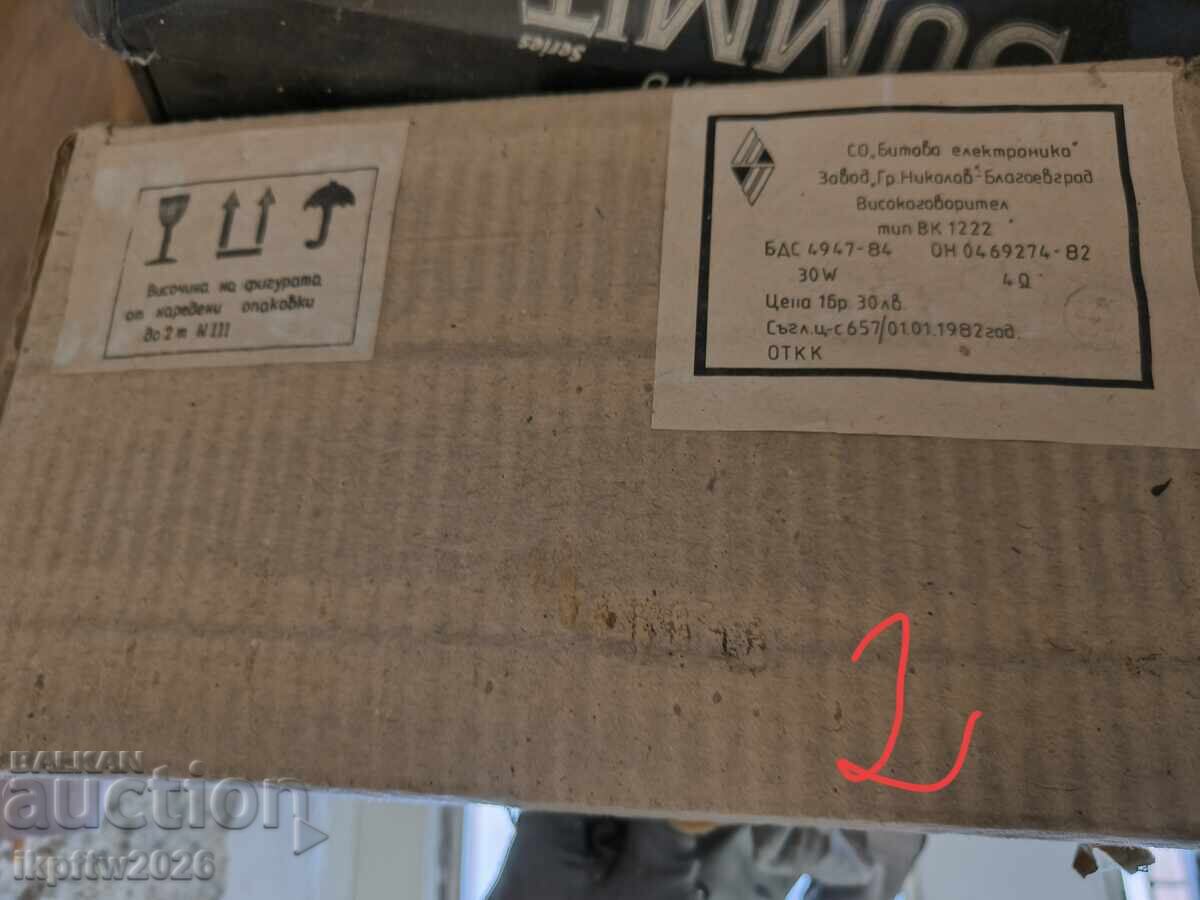 SUMMIT
Series
СО„Битова електроника"
Завод„Гр.Николов"-Благоевград
Високоговорител
тип ВК 1222
БДС 4947-84 ОН 0469274-82
30W 4Ω
Цена 1бр. 30лв.
Съгл.ц-с657/01.01.1982год.
ОТКК
Височина на фигурата
от наредени опаковки
до 2 т N III
2
BALKAN
auction
ikpftw2026